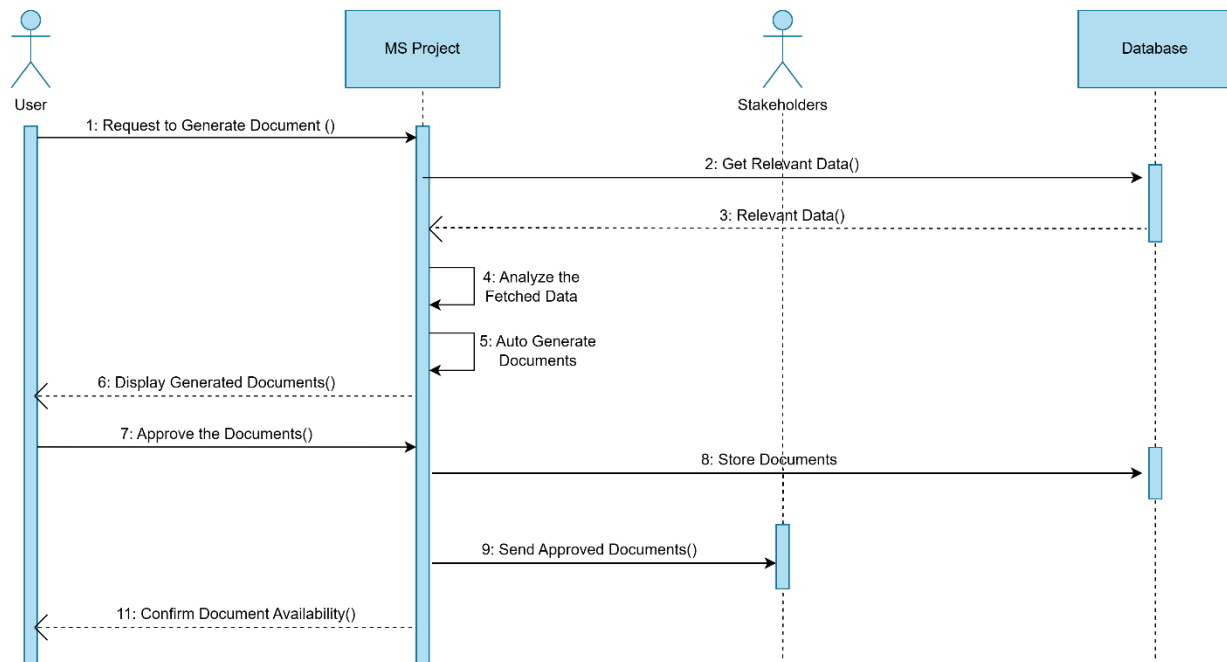 MS Project
Database
User
Stakeholders
1: Request to Generate Document ()
2: Get Relevant Data()
3: Relevant Data()
4: Analyze the
Fetched Data
5: Auto Generate
Documents
6: Display Generated Documents()
7: Approve the Documents()
8: Store Documents
9: Send Approved Documents()
11: Confirm Document Availability()